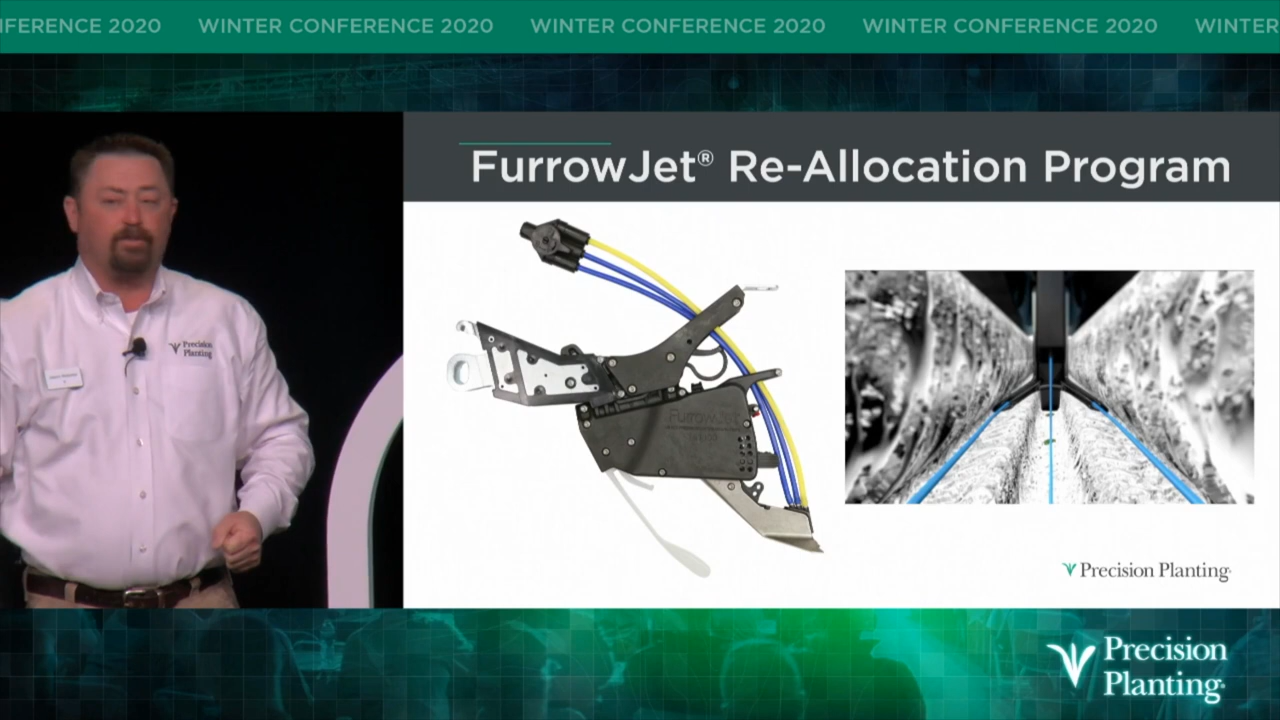 FERENCE 2020 WINTER CONFERENCE 2020 WINTER CONFERENCE 2020 WINTER CONFERENCE 2020 WINTER
FurrowJet® Re-Allocation Program
Precision
Planting
FurrowJet
Precision Planting
Precision
Planting